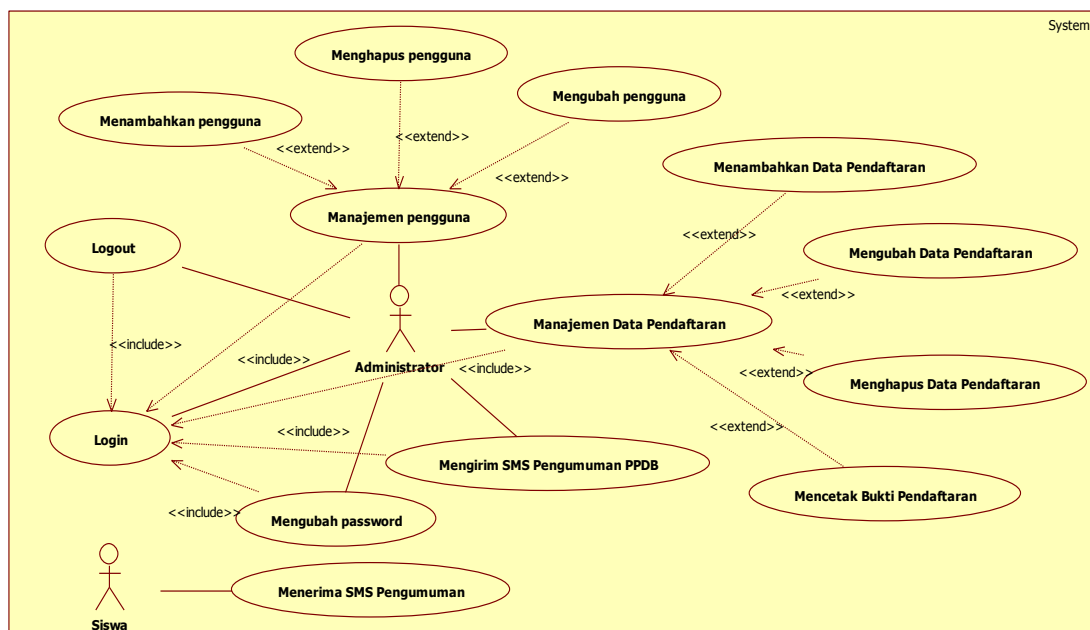 System
Menghapus pengguna
Mengubah pengguna
Menambahkan pengguna
<<extend>>
<<extend>>
<<extend>>
Menambahkan Data Pendaftaran
Manajemen pengguna
<<extend>>
Logout
Mengubah Data Pendaftaran
<<extend>>
Manajemen Data Pendaftaran
<<include>>
<<include>>
Administrator
<<include>>
<<extend>>
Menghapus Data Pendaftaran
Login
<<include>>
<<extend>>
Mengirim SMS Pengumuman PPDB
Mencetak Bukti Pendaftaran
<<include>>
Mengubah password
Menerima SMS Pengumuman
Siswa